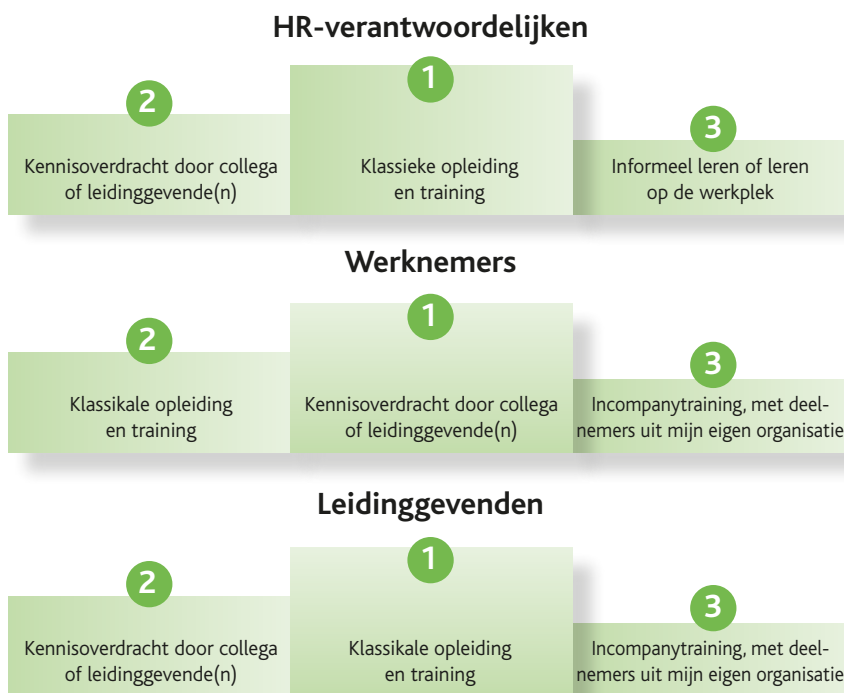 HR-verantwoordelijken
1
2
3
Kennisoverdracht door collega
of leidinggevende(n)
Klassieke opleiding
en training
Informeel leren of leren
op de werkplek
Werknemers
1
2
3
Klassikale opleiding
en training
Kennisoverdracht door collega
of leidinggevende(n)
Incompanytraining, met deel-
nemers uit mijn eigen organisatie
Leidinggevenden
1
2
3
Kennisoverdracht door collega
of leidinggevende(n)
Klassikale opleiding
en training
Incompanytraining, met deel-
nemers uit mijn eigen organisatie